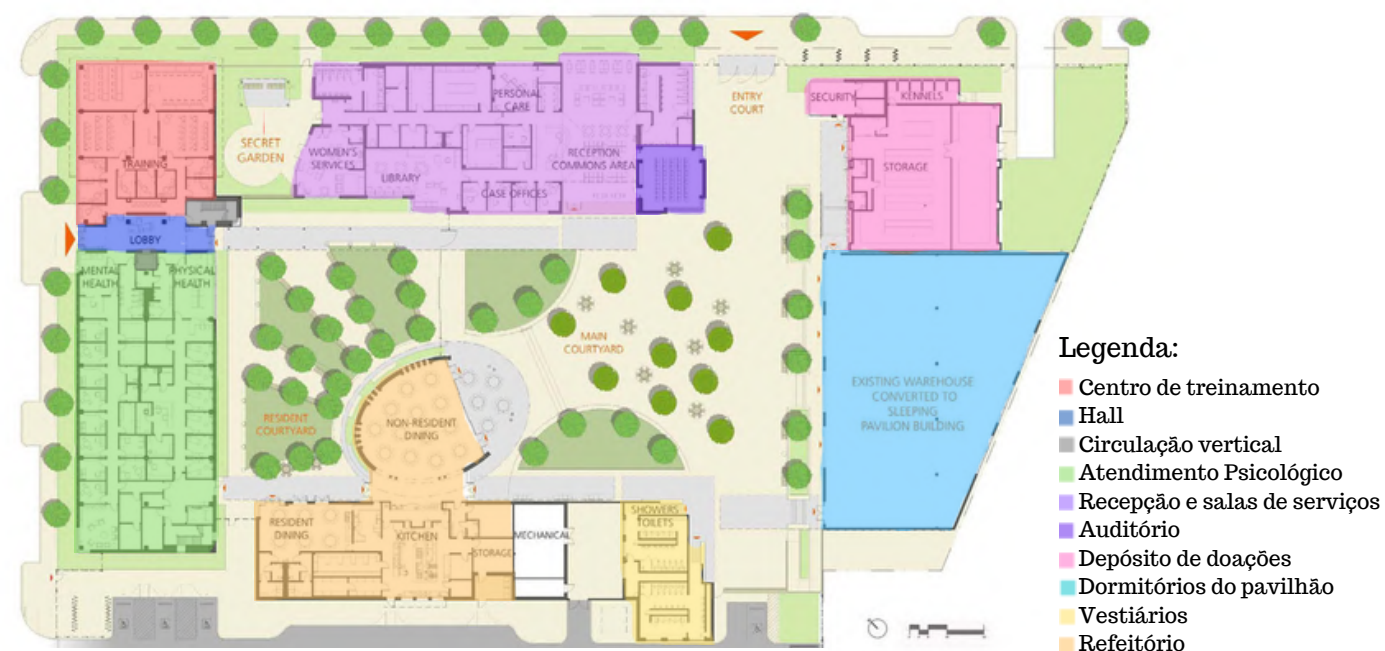 PERSONAL
CARE
ENTRY
COURT
SECURITY
KENNELS
SECRET
GARDEN
TRAINING
WOMEN'S
SERVICES
LIBRARY
RECEPTION
COMMONS AREA
CASE OFFICES
STORAGE
LOBBY
MENTAL
HEALTH
PHYSICAL
HEALTH
MAIN
COURTYARD
EXISTING WAREHOUSE
CONVERTED TO
SLEEPING
PAVILION BUILDING
RESIDENT
COURTYARD
NON-RESIDENT
DINING
RESIDENT
DINING
KITCHEN
STORAGE
MECHANICAL
SHOWERS
TOILETS
Legenda:
Centro de treinamento
Hall
Circulação vertical
Atendimento Psicológico
Recepção e salas de serviços
Auditório
Depósito de doações
Dormitórios do pavilhão
Vestiários
Refeitório